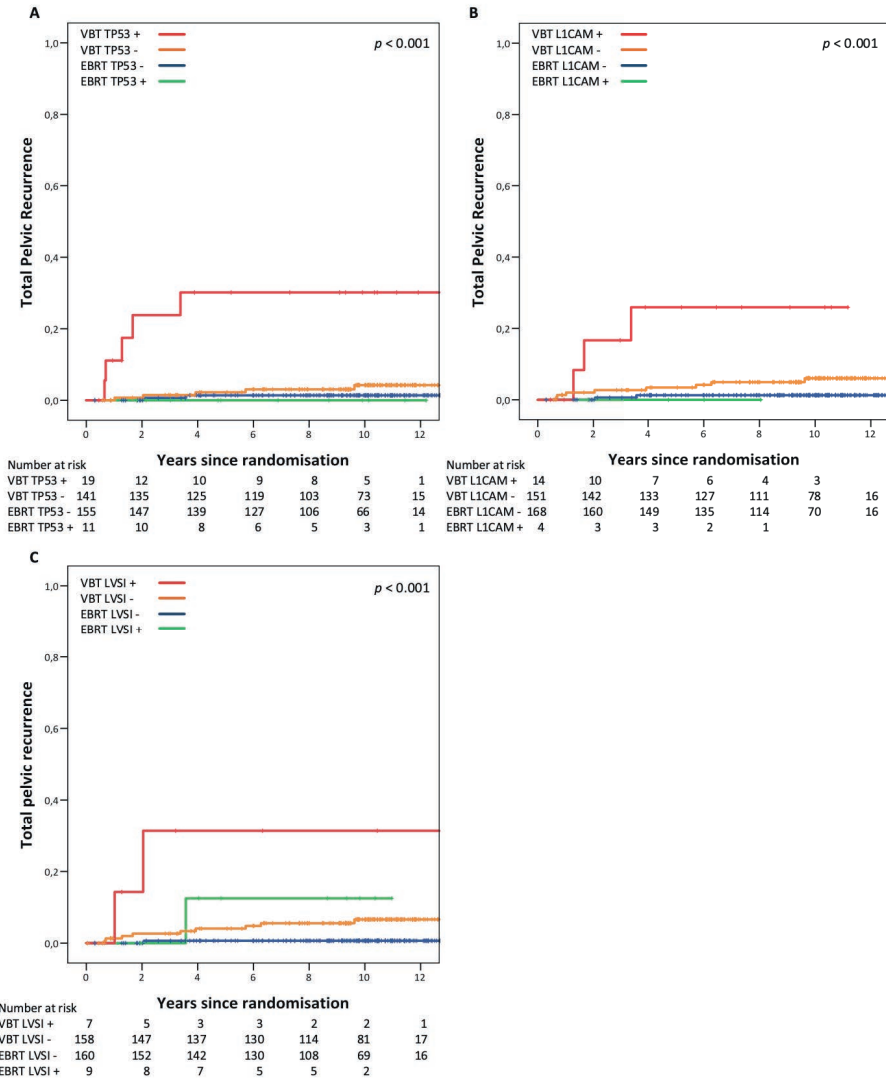 A
VBT TP53 +
VBT TP53 -
EBRT TP53 -
EBRT TP53 +
p < 0.001
1,0
0,8
0,6
0,4
0,2
0,0
Total Pelvic Recurrence
0 2 4 6 8 10 12
Years since randomisation
Number at risk
VBT TP53 + 19 12 10 9 8 5 1
VBT TP53 - 141 135 125 119 103 73 15
EBRT TP53 - 155 147 139 127 106 66 14
EBRT TP53 + 11 10 8 6 5 3 1
B
VBT L1CAM +
VBT L1CAM -
EBRT L1CAM -
EBRT L1CAM +
p < 0.001
1,0
0,8
0,6
0,4
0,2
0,0
Total Pelvic Recurrence
0 2 4 6 8 10 12
Years since randomisation
Number at risk
VBT L1CAM + 14 10 7 6 4 3
VBT L1CAM - 151 142 133 127 111 78 16
EBRT L1CAM - 168 160 149 135 114 70 16
EBRT L1CAM + 4 3 3 2 1
C
VBT LVSI +
VBT LVSI -
EBRT LVSI -
EBRT LVSI +
p < 0.001
1,0
0,8
0,6
0,4
0,2
0,0
Total pelvic recurrence
0 2 4 6 8 10 12
Years since randomisation
Number at risk
VBT LVSI + 7 5 3 3 2 2 1
VBT LVSI - 158 147 137 130 114 81 17
EBRT LVSI - 160 152 142 130 108 69 16
EBRT LVSI + 9 8 7 5 5 2